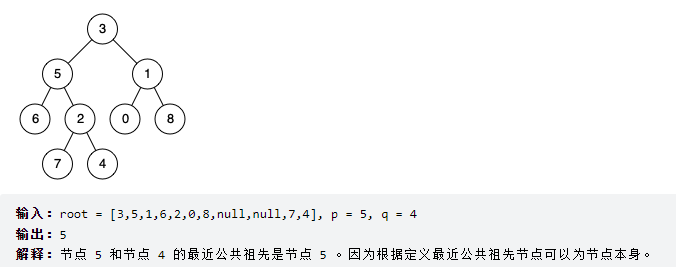 3
5 1
6 2 0 8
7 4
输入：root = [3,5,1,6,2,0,8,null,null,7,4], p = 5, q = 4
输出：5
解释：节点 5 和节点 4 的最近公共祖先是节点 5 。因为根据定义最近公共祖先节点可以为节点本身。